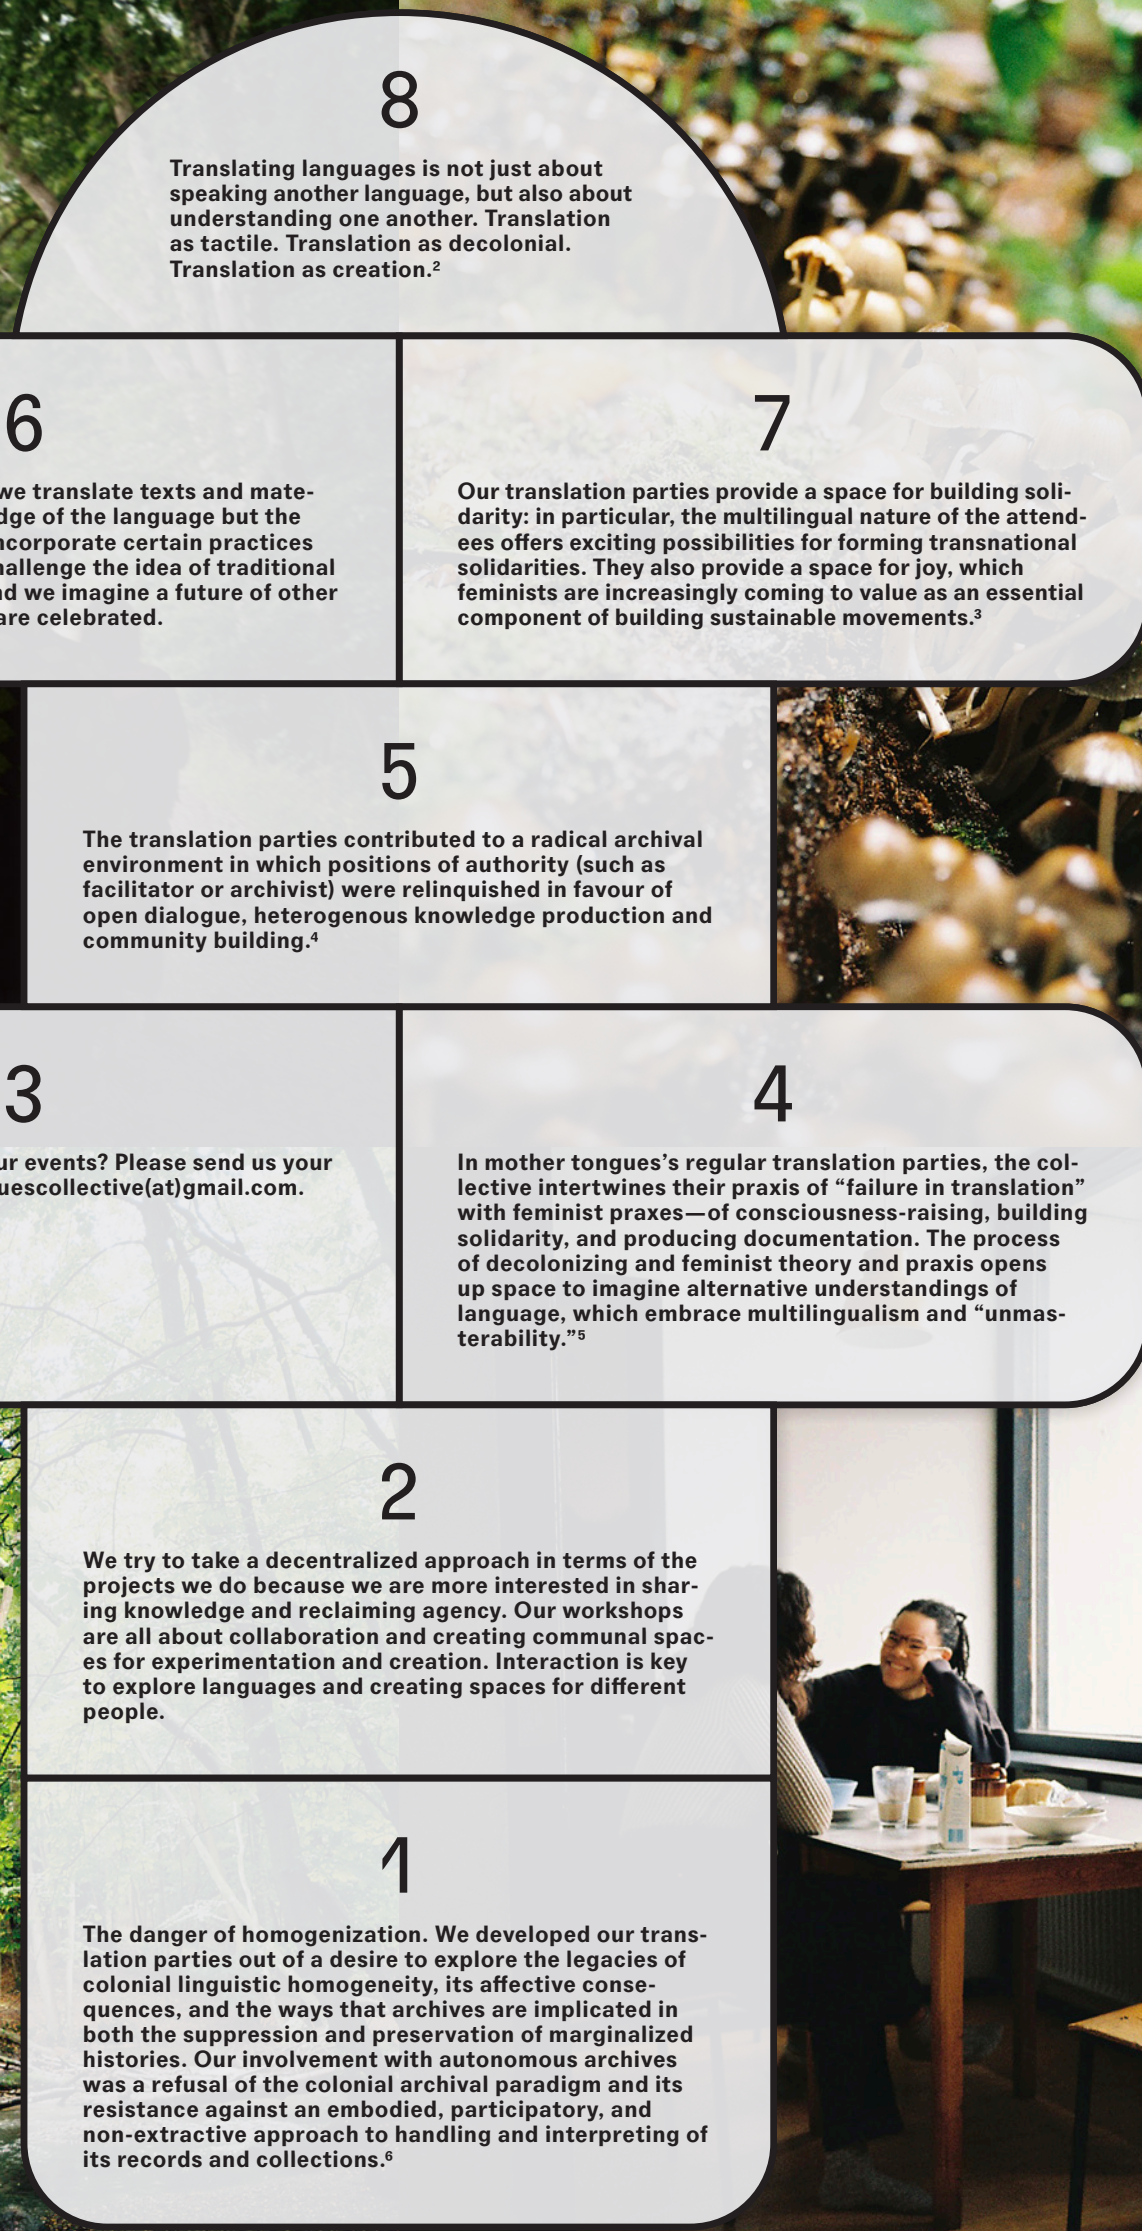 8
Translating languages is not just about
speaking another language, but also about
understanding one another. Translation
as tactile. Translation as decolonial.
Translation as creation.²
6
we translate texts and mate-
dge of the language but the
ncorporate certain practices
hallenge the idea of traditional
nd we imagine a future of other
are celebrated.
7
Our translation parties provide a space for building soli-
darity: in particular, the multilingual nature of the attend-
ees offers exciting possibilities for forming transnational
solidarities. They also provide a space for joy, which
feminists are increasingly coming to value as an essential
component of building sustainable movements.³
5
The translation parties contributed to a radical archival
environment in which positions of authority (such as
facilitator or archivist) were relinquished in favour of
open dialogue, heterogenous knowledge production and
community building.⁴
3
ur events? Please send us your
uescollective(at)gmail.com.
4
In mother tongues’s regular translation parties, the col-
lective intertwines their praxis of “failure in translation”
with feminist praxes—of consciousness-raising, building
solidarity, and producing documentation. The process
of decolonizing and feminist theory and praxis opens
up space to imagine alternative understandings of
language, which embrace multilingualism and “unmas-
terability.”⁵
2
We try to take a decentralized approach in terms of the
projects we do because we are more interested in shar-
ing knowledge and reclaiming agency. Our workshops
are all about collaboration and creating communal spac-
es for experimentation and creation. Interaction is key
to explore languages and creating spaces for different
people.
1
The danger of homogenization. We developed our trans-
lation parties out of a desire to explore the legacies of
colonial linguistic homogeneity, its affective conse-
quences, and the ways that archives are implicated in
both the suppression and preservation of marginalized
histories. Our involvement with autonomous archives
was a refusal of the colonial archival paradigm and its
resistance against an embodied, participatory, and
non-extractive approach to handling and interpreting of
its records and collections.⁶